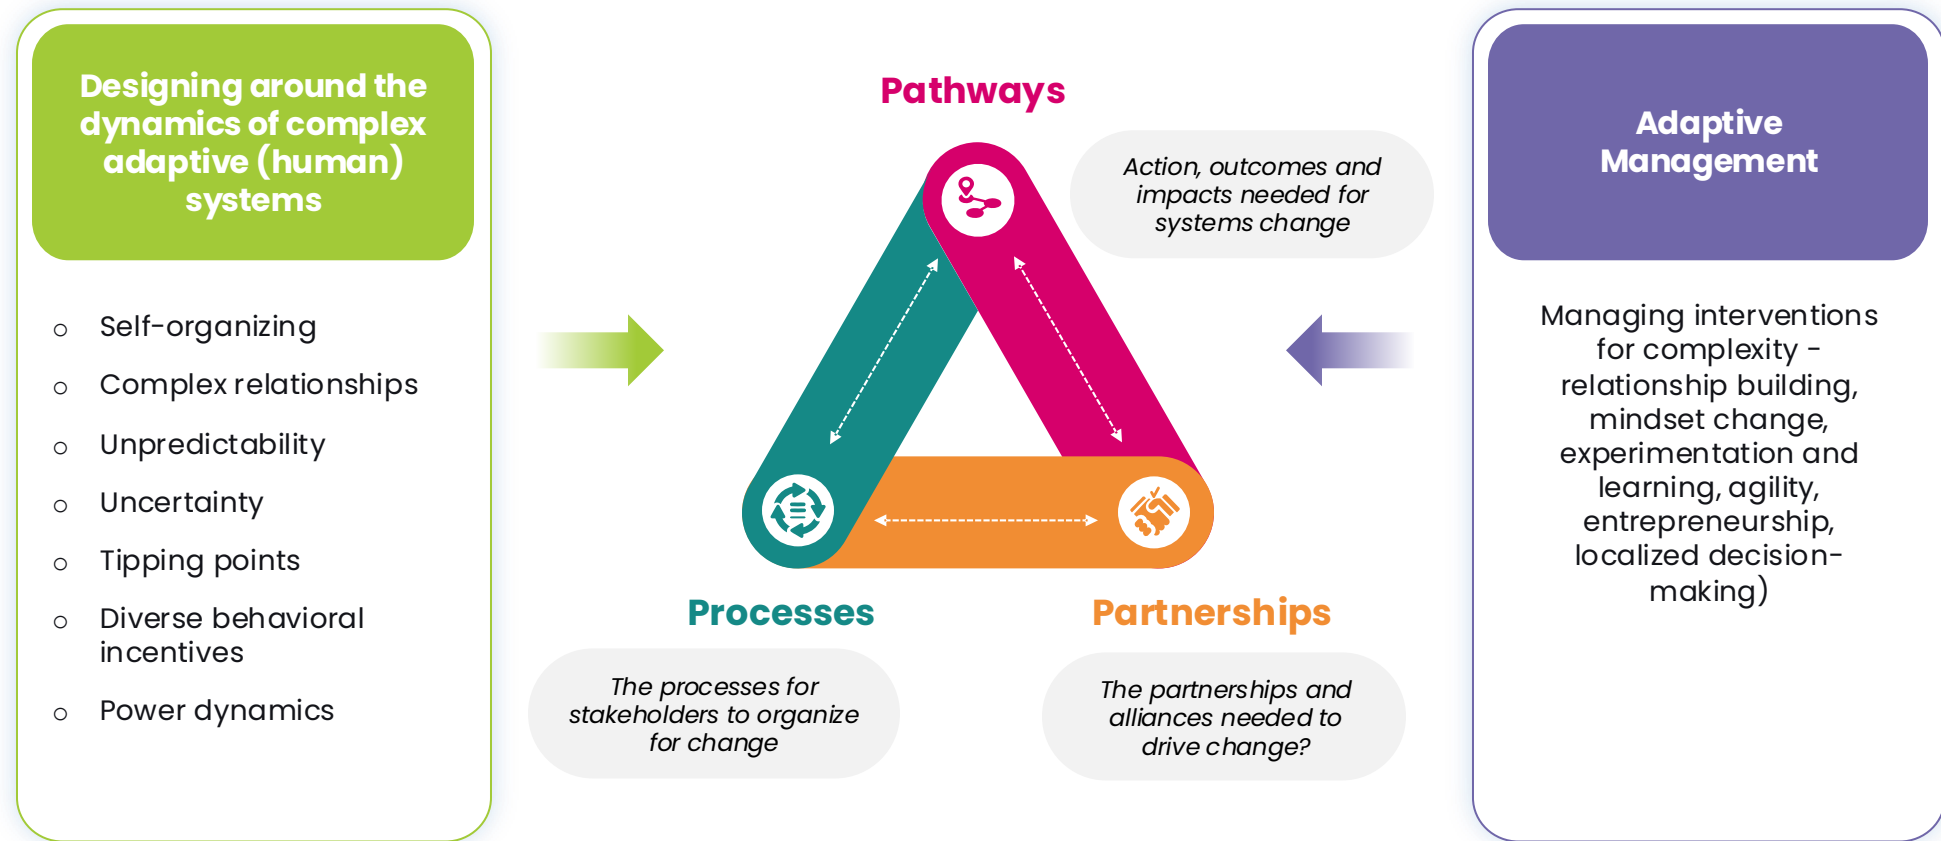 Designing around the
dynamics of complex
adaptive (human)
systems
○ Self-organizing
○ Complex relationships
○ Unpredictability
○ Uncertainty
○ Tipping points
○ Diverse behavioral
incentives
○ Power dynamics
Pathways
Action, outcomes and
impacts needed for
systems change
Processes
The processes for
stakeholders to organize
for change
Partnerships
The partnerships and
alliances needed to
drive change?
Adaptive
Management
Managing interventions
for complexity -
relationship building,
mindset change,
experimentation and
learning, agility,
entrepreneurship,
localized decision-
making)